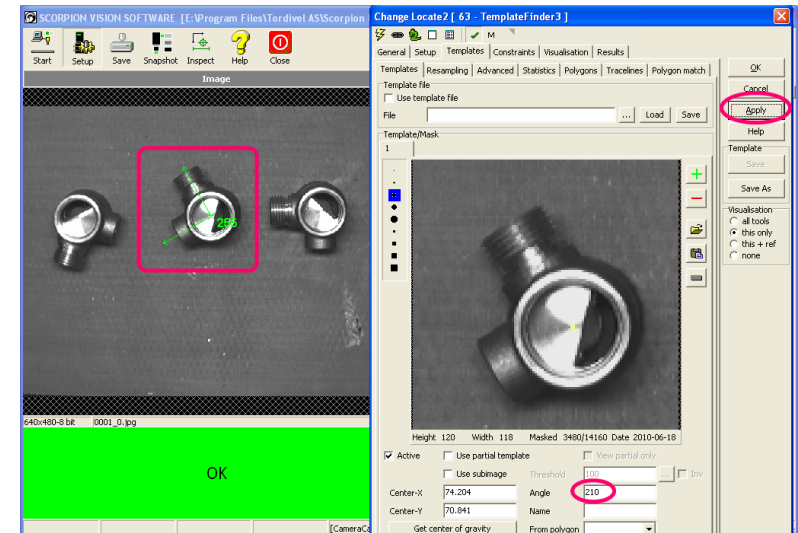 SCORPION VISION SOFTWARE [E:\Program Files\Tordivel AS\Scorpion
Start Setup Save Snapshot Inspect Help Close
Image
255
640x480-8 bit 0001_0.jpg
OK
[CameraCa
Change Locate2 [ 63 - TemplateFinder3 ]
M
General Setup Templates Constraints Visualisation Results
Templates Resampling Advanced Statistics Polygons Tracelines Polygon match
Template file
Use template file
File ... Load Save
Template/Mask
1
Height 120 Width 118 Masked 3480/14160 Date 2010-06-18
Active Use partial template View partial only
Use subimage Threshold 100 ... Inv
Center-X 74.204 Angle 210
Center-Y 70.841 Name
Get center of gravity From polygon
OK
Cancel
Apply
Help
Template
Save
Save As
Visualisation
all tools
this only
this + ref
none